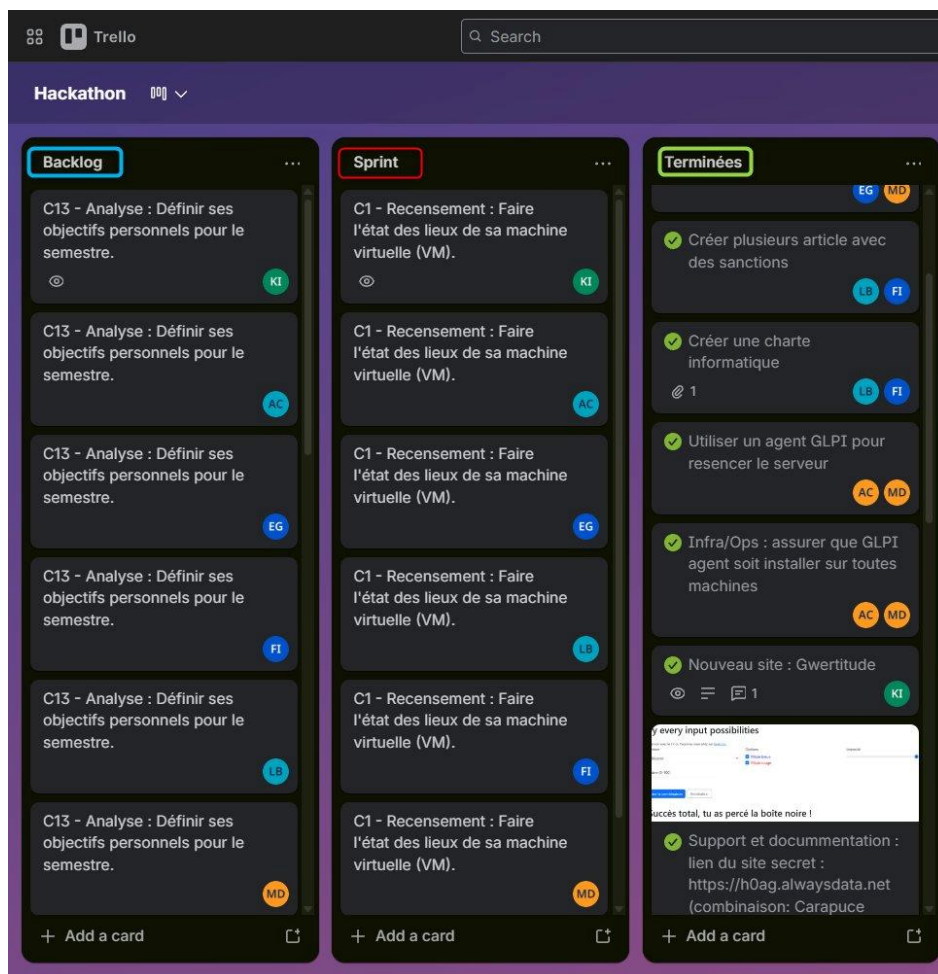 Trello
Search
Hackathon
Backlog
C13 - Analyse : Définir ses
objectifs personnels pour le
semestre.
KI
C13 - Analyse : Définir ses
objectifs personnels pour le
semestre.
AC
C13 - Analyse : Définir ses
objectifs personnels pour le
semestre.
EG
C13 - Analyse : Définir ses
objectifs personnels pour le
semestre.
FI
C13 - Analyse : Définir ses
objectifs personnels pour le
semestre.
LB
C13 - Analyse : Définir ses
objectifs personnels pour le
semestre.
MD
+ Add a card
Sprint
C1 - Recensement : Faire
l'état des lieux de sa machine
virtuelle (VM).
KI
C1 - Recensement : Faire
l'état des lieux de sa machine
virtuelle (VM).
AC
C1 - Recensement : Faire
l'état des lieux de sa machine
virtuelle (VM).
EG
C1 - Recensement : Faire
l'état des lieux de sa machine
virtuelle (VM).
LB
C1 - Recensement : Faire
l'état des lieux de sa machine
virtuelle (VM).
FI
C1 - Recensement : Faire
l'état des lieux de sa machine
virtuelle (VM).
MD
+ Add a card
Terminées
EG MD
Créer plusieurs article avec
des sanctions
LB FI
Créer une charte
informatique
1 LB FI
Utiliser un agent GLPI pour
resencer le serveur
AC MD
Infra/Ops : assurer que GLPI
agent soit installer sur toutes
machines
AC MD
Nouveau site : Gwertitude
1 KI
y every input possibilities
Succès total, tu as percé la boîte noire !
Support et docummentation :
lien du site secret :
https://h0ag.alwaysdata.net
(combinaison: Carapuce
+ Add a card